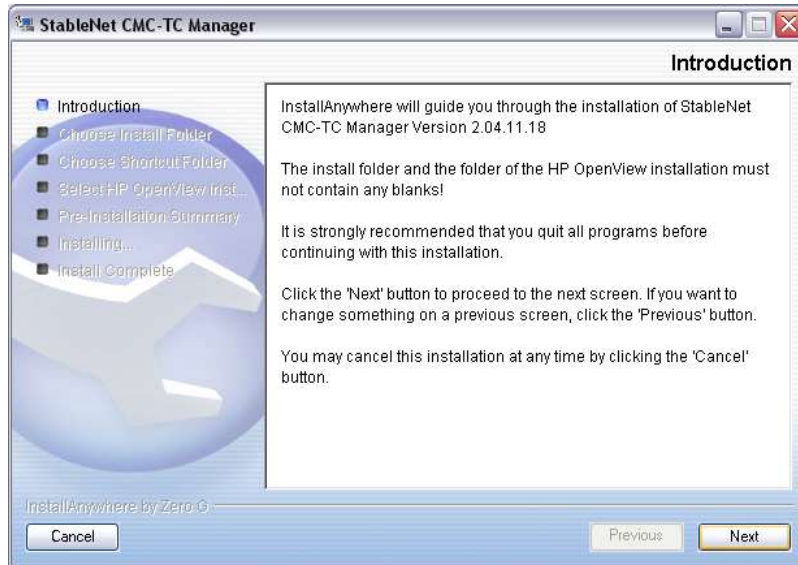 StableNet CMC-TC Manager
Introduction
Introduction
Choose Install Folder
Choose Shortcut Folder
Select HP OpenView Inst...
Pre-Installation Summary
Installing...
Install Complete
InstallAnywhere will guide you through the installation of StableNet
CMC-TC Manager Version 2.04.11.18
The install folder and the folder of the HP OpenView installation must
not contain any blanks!
It is strongly recommended that you quit all programs before
continuing with this installation.
Click the 'Next' button to proceed to the next screen. If you want to
change something on a previous screen, click the 'Previous' button.
You may cancel this installation at any time by clicking the 'Cancel'
button.
InstallAnywhere by Zero G
Cancel
Previous
Next